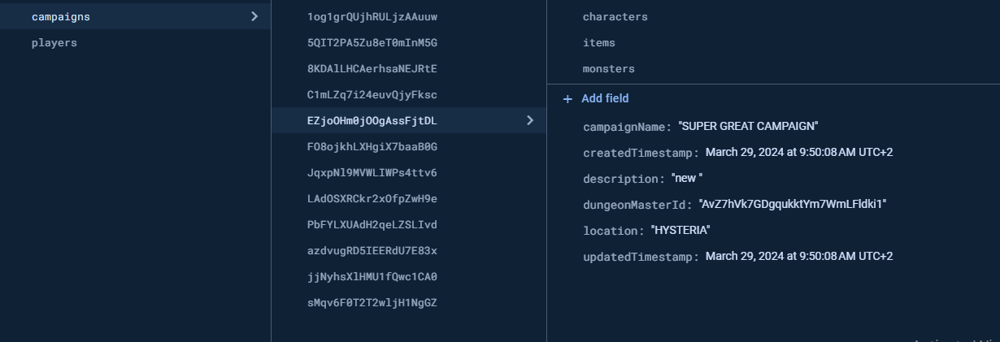 campaigns
players
1og1grQUjhRULjzAAuuw
5QIT2PA5Zu8eT0mInM5G
8KDAlLHCAerhsaNEJRtE
C1mLZq7i24euvQjyFksc
EZjoOHm0jOOgAssFjtDL
FO8ojkhLXHgiX7baaB0G
JqxpNl9MVWLIWPs4ttv6
LAdOSXRCkr2xOfpZwH9e
PbFYLXUAdH2qeLZSLIvd
azdvugRD5IEERdU7E83x
jjNyhsXlHMU1fQwc1CA0
sMqv6F0T2T2wljH1NgGZ
characters
items
monsters
+ Add field
campaignName: "SUPER GREAT CAMPAIGN"
createdTimestamp: March 29, 2024 at 9:50:08 AM UTC+2
description: "new "
dungeonMasterId: "AvZ7hVk7GDgqukktYm7WmLFldki1"
location: "HYSTERIA"
updatedTimestamp: March 29, 2024 at 9:50:08 AM UTC+2